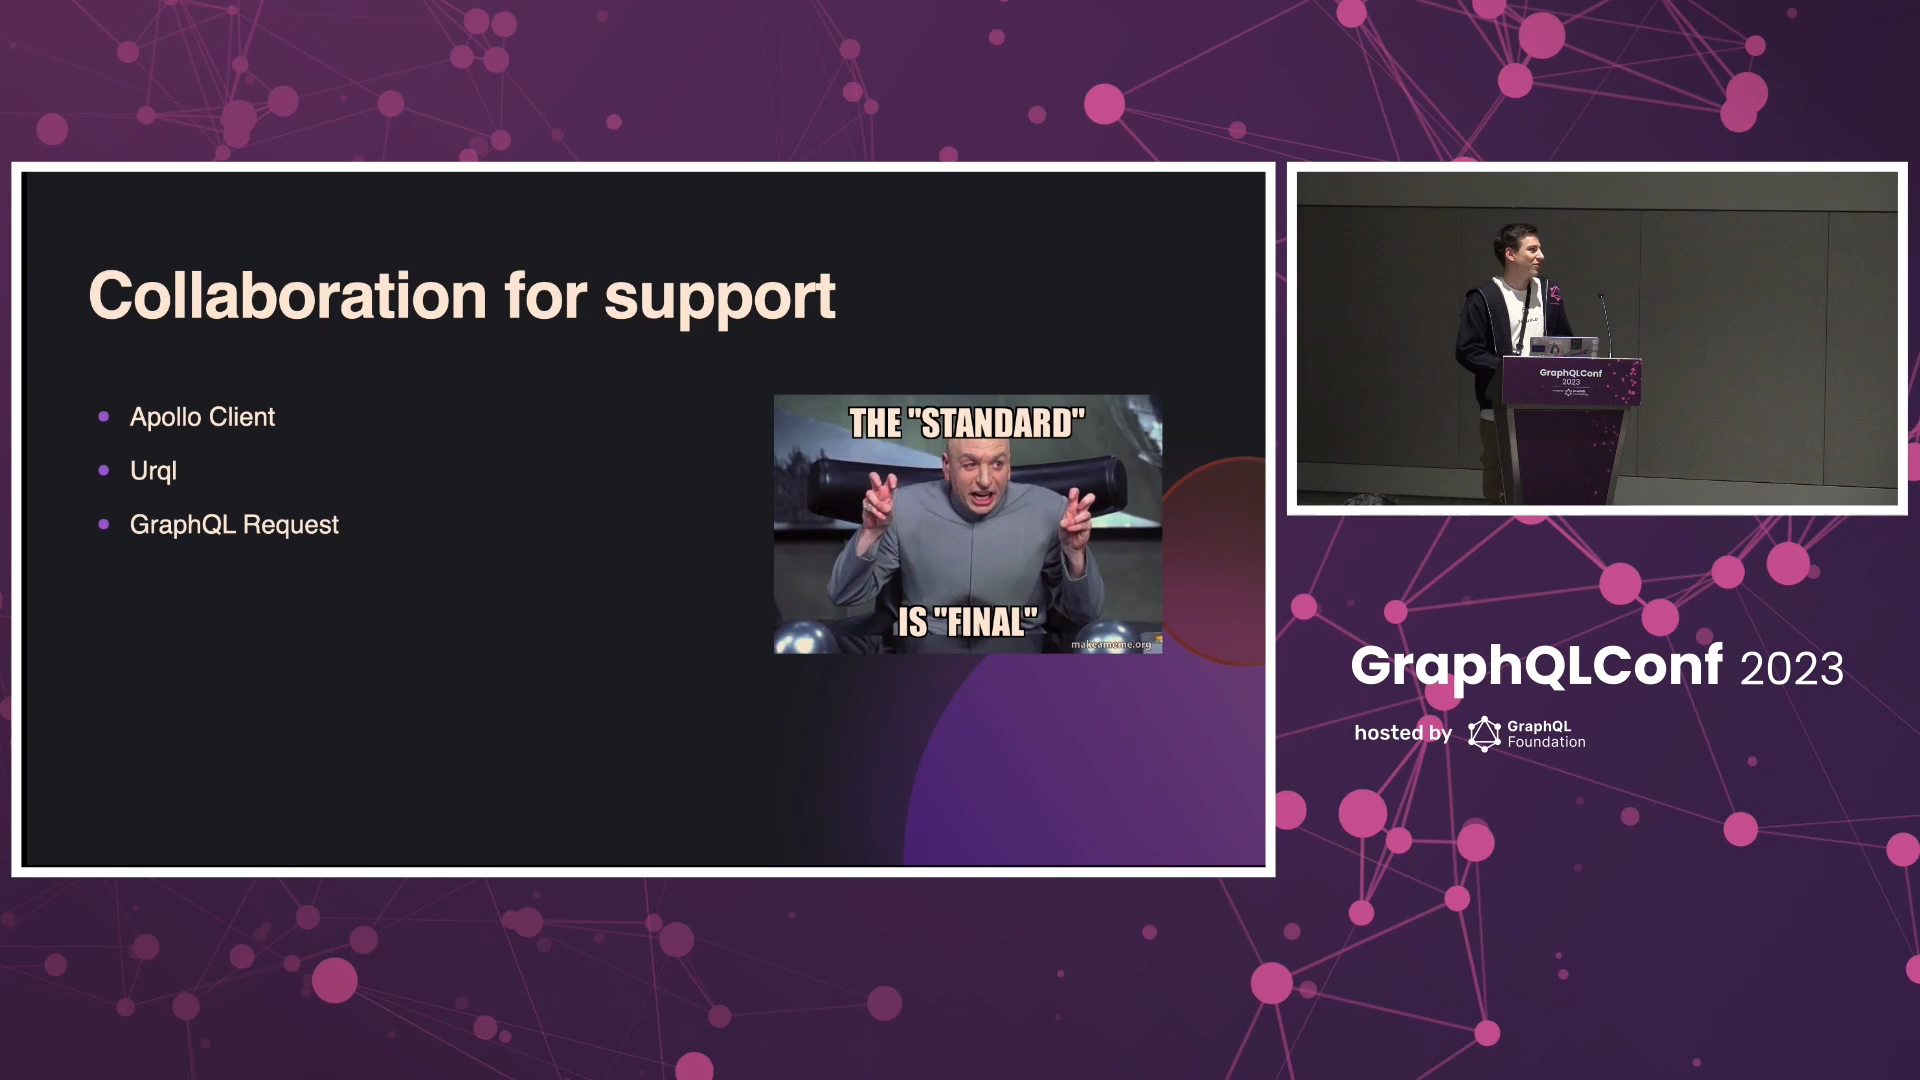 Collaboration for support
Apollo Client
Urql
GraphQL Request
THE "STANDARD"
IS "FINAL"
makeameme.org
GraphQLConf
2023
GraphQLConf 2023
hosted by GraphQL
Foundation